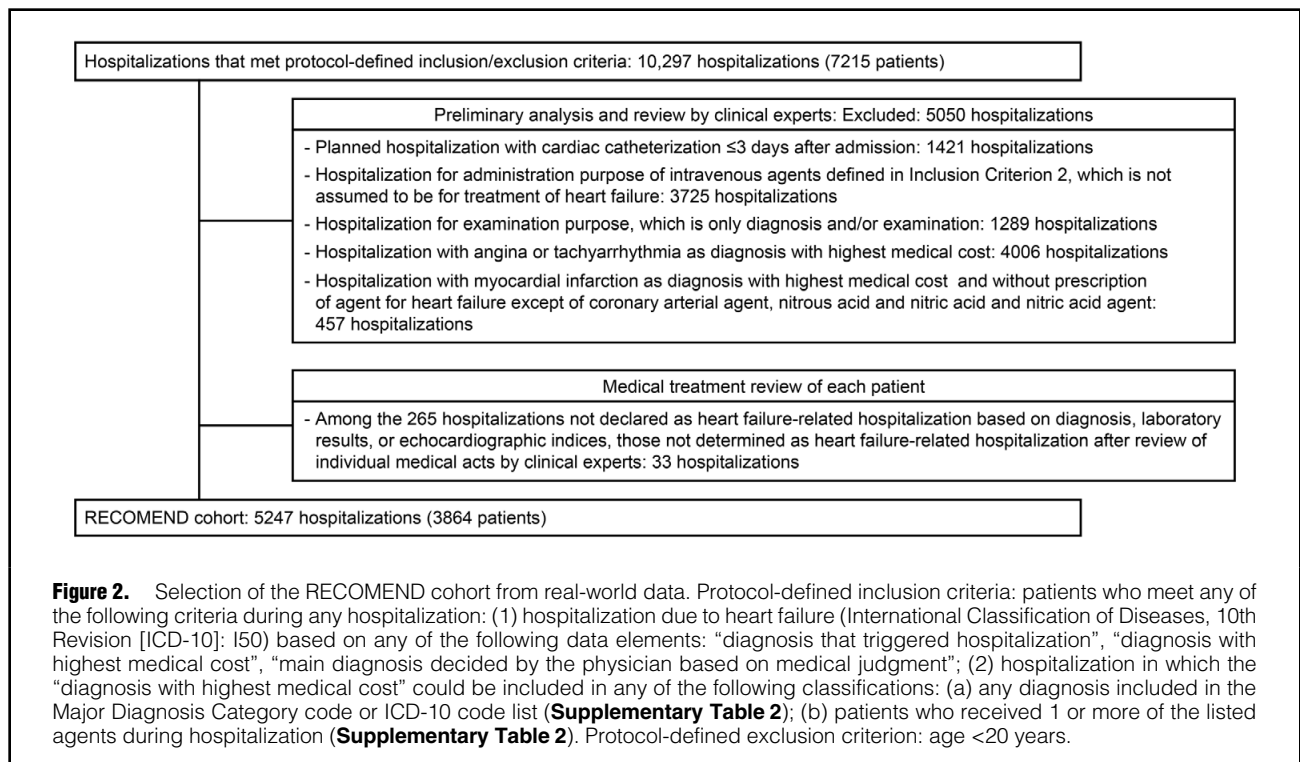 Hospitalizations that met protocol-defined inclusion/exclusion criteria: 10,297 hospitalizations (7215 patients)
Preliminary analysis and review by clinical experts: Excluded: 5050 hospitalizations
- Planned hospitalization with cardiac catheterization ≤3 days after admission: 1421 hospitalizations
- Hospitalization for administration purpose of intravenous agents defined in Inclusion Criterion 2, which is not
assumed to be for treatment of heart failure: 3725 hospitalizations
- Hospitalization for examination purpose, which is only diagnosis and/or examination: 1289 hospitalizations
- Hospitalization with angina or tachyarrhythmia as diagnosis with highest medical cost: 4006 hospitalizations
- Hospitalization with myocardial infarction as diagnosis with highest medical cost and without prescription
of agent for heart failure except of coronary arterial agent, nitrous acid and nitric acid and nitric acid agent:
457 hospitalizations
Medical treatment review of each patient
- Among the 265 hospitalizations not declared as heart failure-related hospitalization based on diagnosis, laboratory
results, or echocardiographic indices, those not determined as heart failure-related hospitalization after review of
individual medical acts by clinical experts: 33 hospitalizations
RECOMEND cohort: 5247 hospitalizations (3864 patients)
Figure 2. Selection of the RECOMEND cohort from real-world data. Protocol-defined inclusion criteria: patients who meet any of
the following criteria during any hospitalization: (1) hospitalization due to heart failure (International Classification of Diseases, 10th
Revision [ICD-10]: I50) based on any of the following data elements: “diagnosis that triggered hospitalization”, “diagnosis with
highest medical cost”, “main diagnosis decided by the physician based on medical judgment”; (2) hospitalization in which the
“diagnosis with highest medical cost” could be included in any of the following classifications: (a) any diagnosis included in the
Major Diagnosis Category code or ICD-10 code list (Supplementary Table 2); (b) patients who received 1 or more of the listed
agents during hospitalization (Supplementary Table 2). Protocol-defined exclusion criterion: age <20 years.